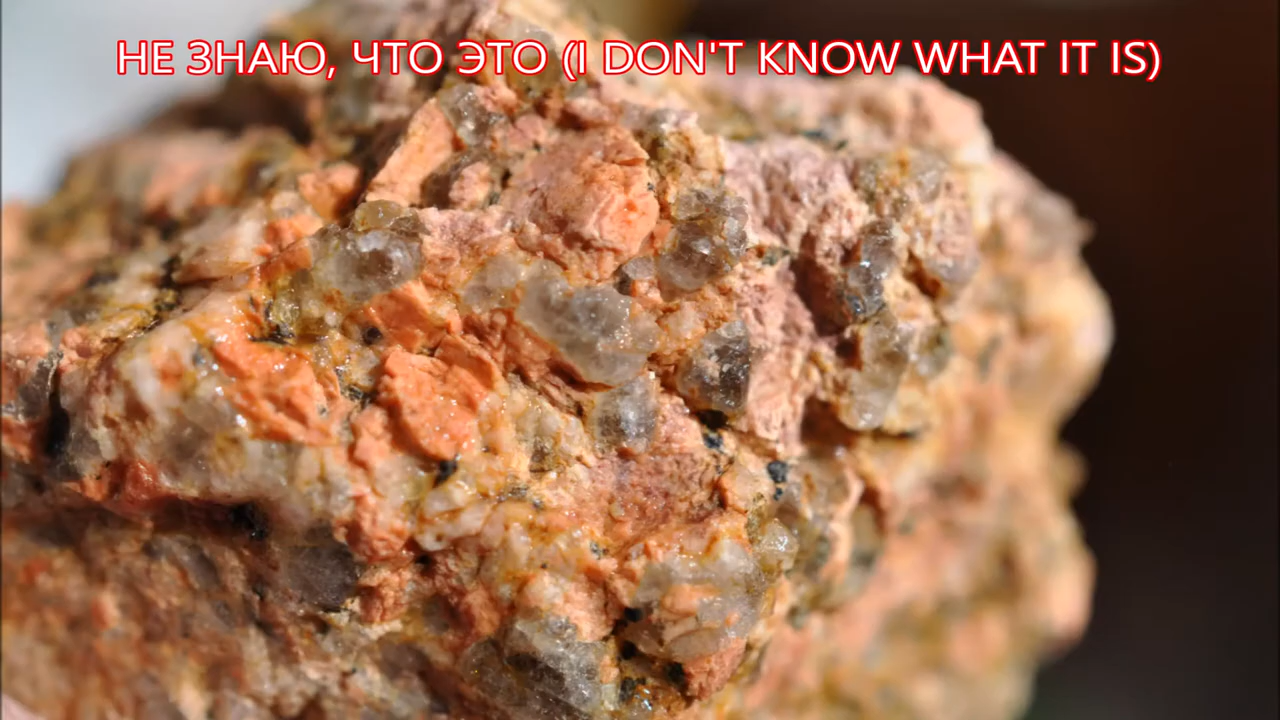 НЕ ЗНАЮ, ЧТО ЭТО (I DON'T KNOW WHAT IT IS)